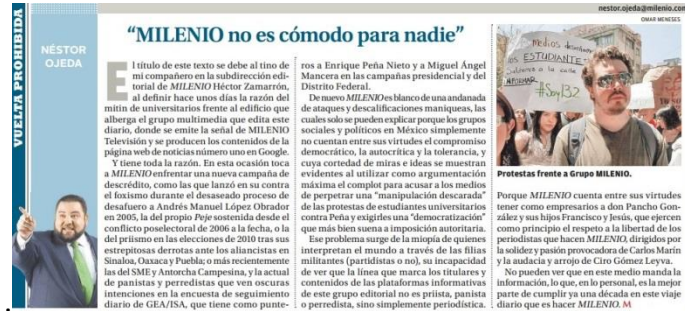 nestor.ojeda@milenio.com
OMAR MENESES
VUELTA PROHIBIDA
NÉSTOR
OJEDA
“MILENIO no es cómodo para nadie”
El título de este texto se debe al tino de
mi compañero en la subdirección edi-
torial de MILENIO Héctor Zamarrón,
al definir hace unos días la razón del
mitin de universitarios frente al edificio que
alberga el grupo multimedia que edita este
diario, donde se emite la señal de MILENIO
Televisión y se producen los contenidos de la
página web de noticias número uno en Google.
Y tiene toda la razón. En esta ocasión toca
a MILENIO enfrentar una nueva campaña de
descrédito, como las que lanzó en su contra
el foxismo durante el desaseado proceso de
desafuero a Andrés Manuel López Obrador
en 2005, la del propio Peje sostenida desde el
conflicto poselectoral de 2006 a la fecha, o la
del priismo en las elecciones de 2010 tras sus
estrepitosas derrotas ante los aliancistas en
Sinaloa, Oaxaca y Puebla; o más recientemente
las del SME y Antorcha Campesina, y la actual
de panistas y perredistas que ven oscuras
intenciones en la encuesta de seguimiento
diario de GEA/ISA, que tiene como punte-
ros a Enrique Peña Nieto y a Miguel Ángel
Mancera en las campañas presidencial y del
Distrito Federal.
De nuevo MILENIO es blanco de una andanada
de ataques y descalificaciones maniqueas, las
cuales solo se pueden explicar porque los grupos
sociales y políticos en México simplemente
no cuentan entre sus virtudes el compromiso
democrático, la autocrítica y la tolerancia, y
cuya cortedad de miras e ideas se muestran
evidentes al utilizar como argumentación
máxima el complot para acusar a los medios
de perpetrar una “manipulación descarada”
de las protestas de estudiantes universitarios
contra Peña y exigirles una “democratización”
que más bien suena a imposición autoritaria.
Ese problema surge de la miopía de quienes
interpretan el mundo a través de las filias
militantes (partidistas o no), su incapacidad
de ver que la línea que marca los titulares y
contenidos de las plataformas informativas
de este grupo editorial no es priista, panista
o perredista, sino simplemente periodística.
Medios
LOS ESTUDIANTE
a la calle
INFORMAR
#Soy132
Protestas frente a Grupo MILENIO.
Porque MILENIO cuenta entre sus virtudes
tener como empresarios a don Pancho Gon-
zález y sus hijos Francisco y Jesús, que ejercen
como principio el respeto a la libertad de los
periodistas que hacen MILENIO, dirigidos por
la solidez y pasión provocadora de Carlos Marín
y la audacia y arrojo de Ciro Gómez Leyva.
No pueden ver que en este medio manda la
información, lo que, en lo personal, es la mejor
parte de cumplir ya una década en este viaje
diario que es hacer MILENIO. M